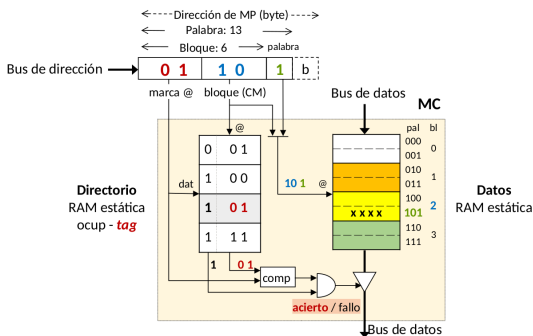 Dirección de MP (byte)
Palabra: 13
Bloque: 6 palabra
Bus de dirección 0 1 1 0 1 b
marca @ bloque (CM)
Bus de datos
MC
@
pal bl
000
001
0
010
011
1
100
101
2
110
111
3
0 0 1
1 0 0
1 0 1
1 1 1
dat
10 1 @
x x x x
Directorio
RAM estática
ocup - tag
Datos
RAM estática
1 0 1
comp
acierto / fallo
Bus de datos